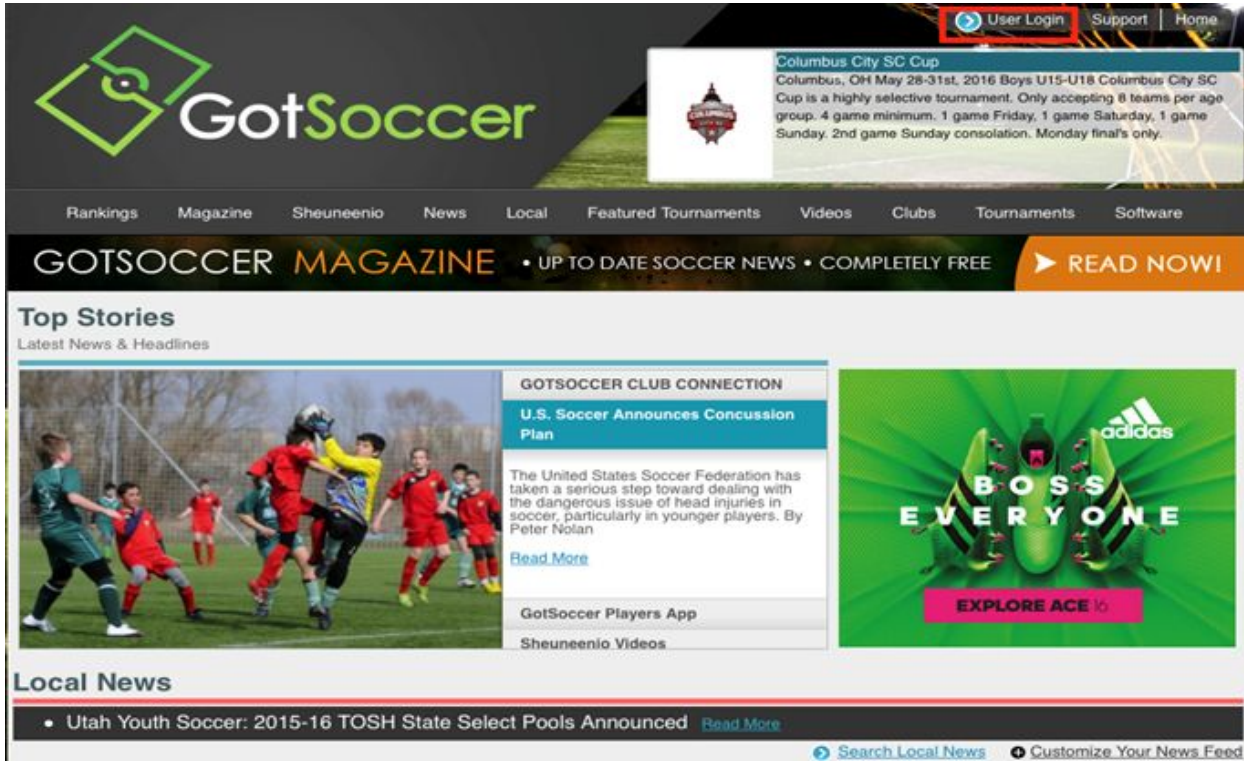 User Login Support Home
GotSoccer
Columbus City SC Cup
Columbus, OH May 28-31st, 2016 Boys U15-U18 Columbus City SC
Cup is a highly selective tournament. Only accepting 8 teams per age
group. 4 game minimum. 1 game Friday, 1 game Saturday, 1 game
Sunday. 2nd game Sunday consolation. Monday final's only.
COLUMBUS
Rankings Magazine Sheuneenio News Local Featured Tournaments Videos Clubs Tournaments Software
GOTSOCCER MAGAZINE • UP TO DATE SOCCER NEWS • COMPLETELY FREE READ NOW!
Top Stories
Latest News & Headlines
GOTSOCCER CLUB CONNECTION
U.S. Soccer Announces Concussion
Plan
The United States Soccer Federation has
taken a serious step toward dealing with
the dangerous issue of head injuries in
soccer, particularly in younger players. By
Peter Nolan
Read More
GotSoccer Players App
Sheuneenio Videos
adidas
BOSS
EVERYONE
EXPLORE ACE 16
Local News
• Utah Youth Soccer: 2015-16 TOSH State Select Pools Announced Read More
Search Local News Customize Your News Feed